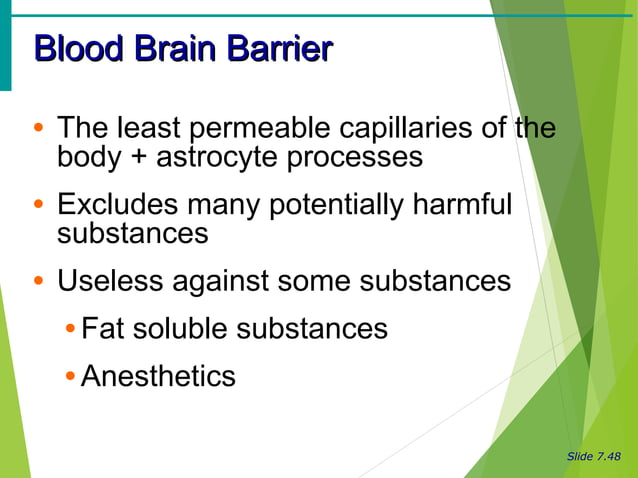 Blood Brain Barrier
• The least permeable capillaries of the
body + astrocyte processes
• Excludes many potentially harmful
substances
• Useless against some substances
• Fat soluble substances
• Anesthetics
Slide 7.48